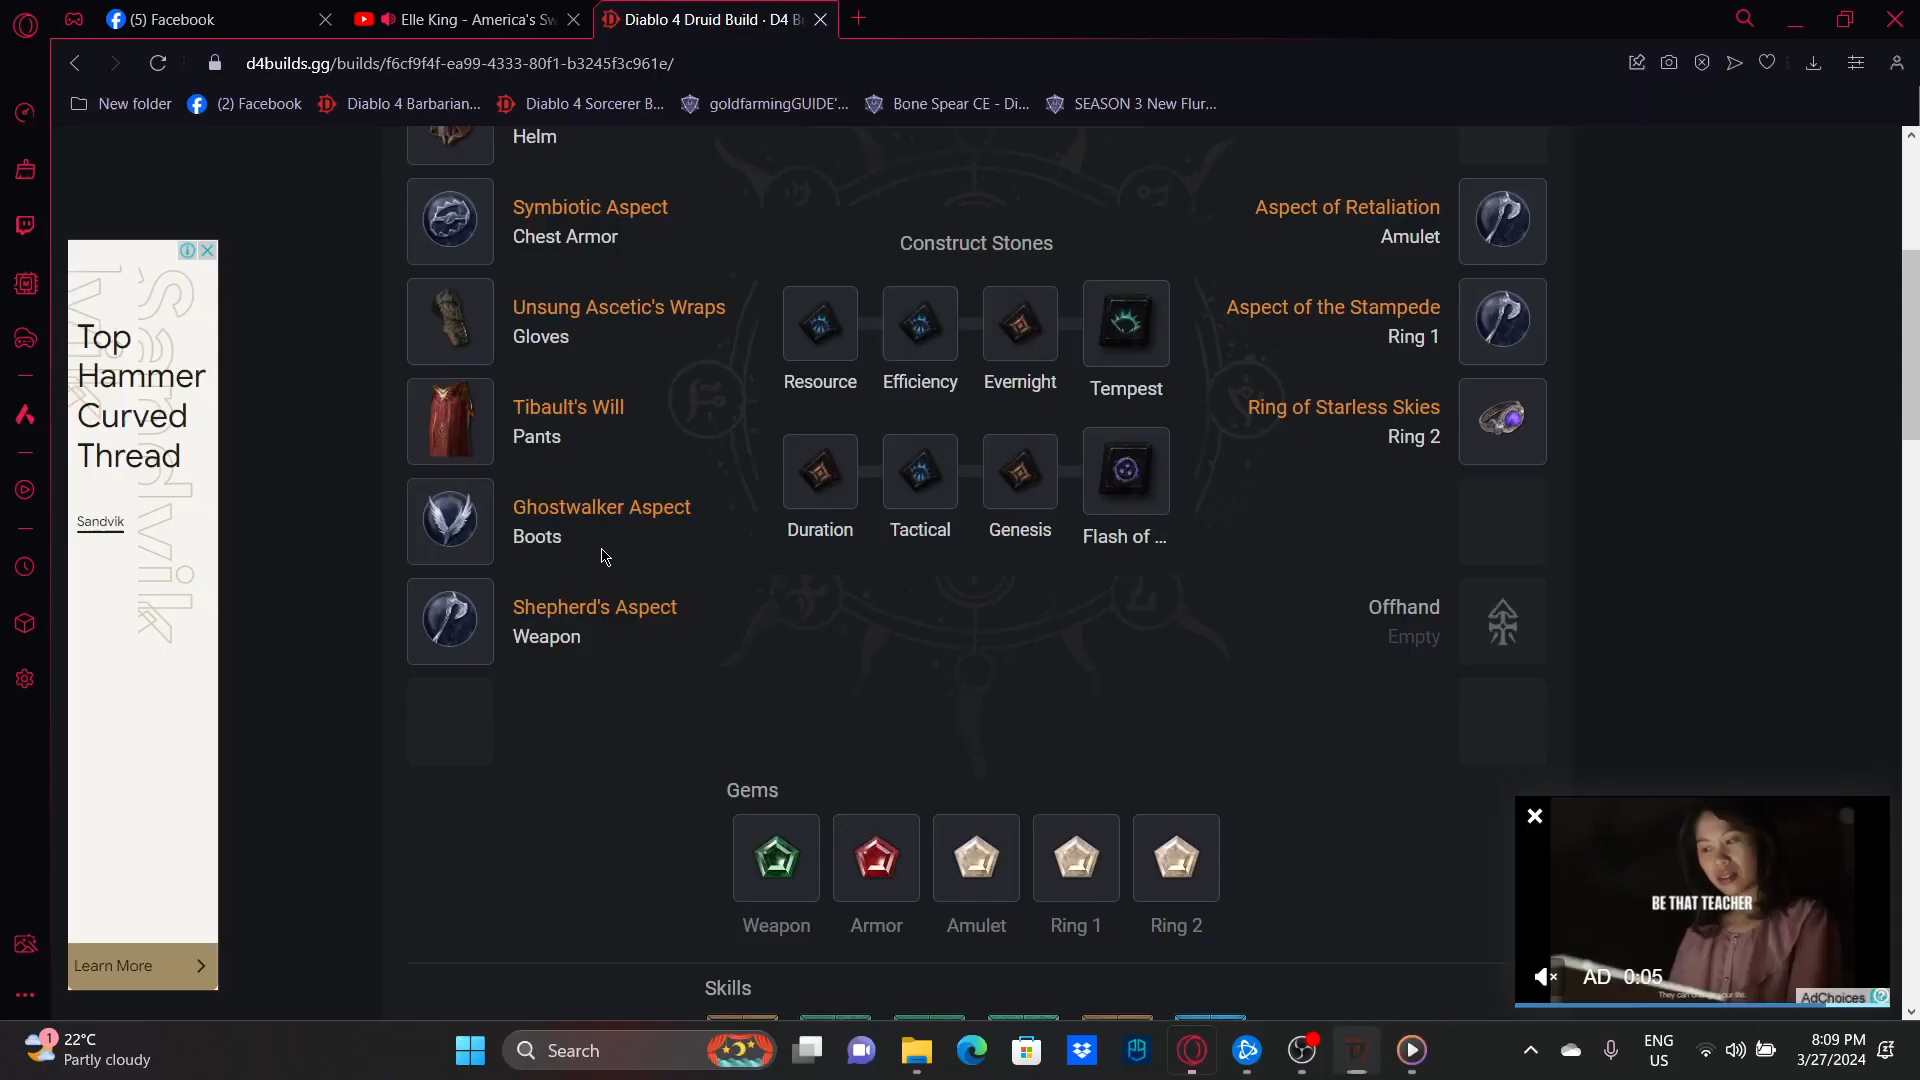 (5) Facebook
Elle King - America's Sw
Diablo 4 Druid Build · D4 B
d4builds.gg/builds/f6cf9f4f-ea99-4333-80f1-b3245f3c961e/
New folder
(2) Facebook
Diablo 4 Barbarian...
Diablo 4 Sorcerer B...
goldfarmingGUIDE'...
Bone Spear CE - Di...
SEASON 3 New Flur...
Helm
Symbiotic Aspect
Chest Armor
Unsung Ascetic's Wraps
Gloves
Tibault's Will
Pants
Ghostwalker Aspect
Boots
Shepherd's Aspect
Weapon
Construct Stones
Resource
Efficiency
Evernight
Tempest
Duration
Tactical
Genesis
Flash of ...
Aspect of Retaliation
Amulet
Aspect of the Stampede
Ring 1
Ring of Starless Skies
Ring 2
Offhand
Empty
Gems
Weapon
Armor
Amulet
Ring 1
Ring 2
Skills
Sandvik
Top
Hammer
Curved
Thread
Sandvik
Learn More
BE THAT TEACHER
AD 0:05
AdChoices
1
22°C
Partly cloudy
Search
ENG
US
8:09 PM
3/27/2024